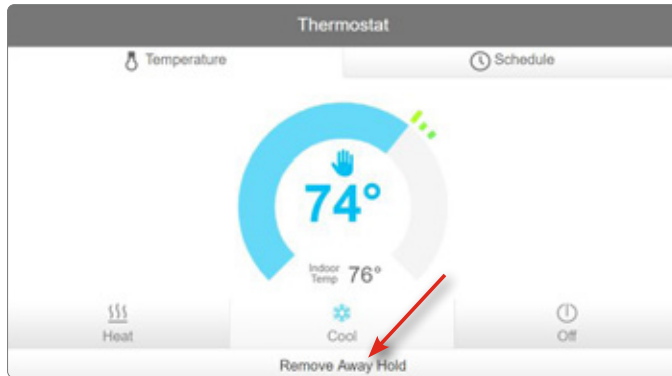 Thermostat
Temperature
Schedule
74°
Indoor
Temp 76°
Heat
Cool
Off
Remove Away Hold